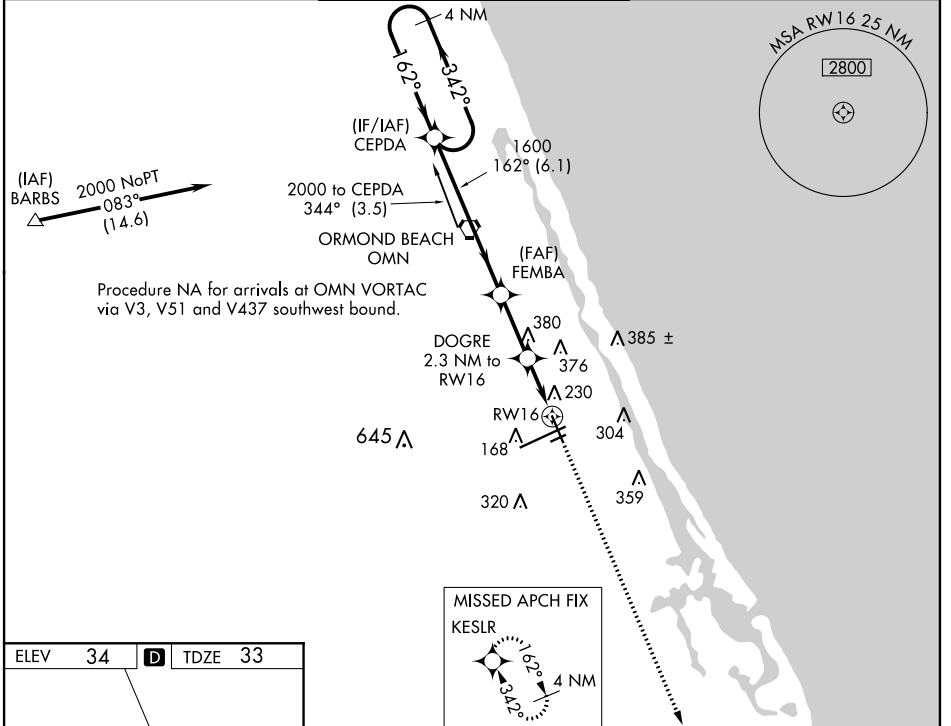 4 NM
162°
342°
MSA RW16 25 NM
2800
(IF/IAF)
CEPDA
1600
162° (6.1)
(IAF)
BARBS
2000 NoPT
083°
(14.6)
2000 to CEPDA
344° (3.5)
ORMOND BEACH
OMN
(FAF)
FEMBA
Procedure NA for arrivals at OMN VORTAC
via V3, V51 and V437 southwest bound.
380
385 ±
DOGRE
2.3 NM to
RW16
376
230
RW16
304
645
168
359
320
MISSED APCH FIX
KESLR
162°
4 NM
342°
ELEV 34 D TDZE 33